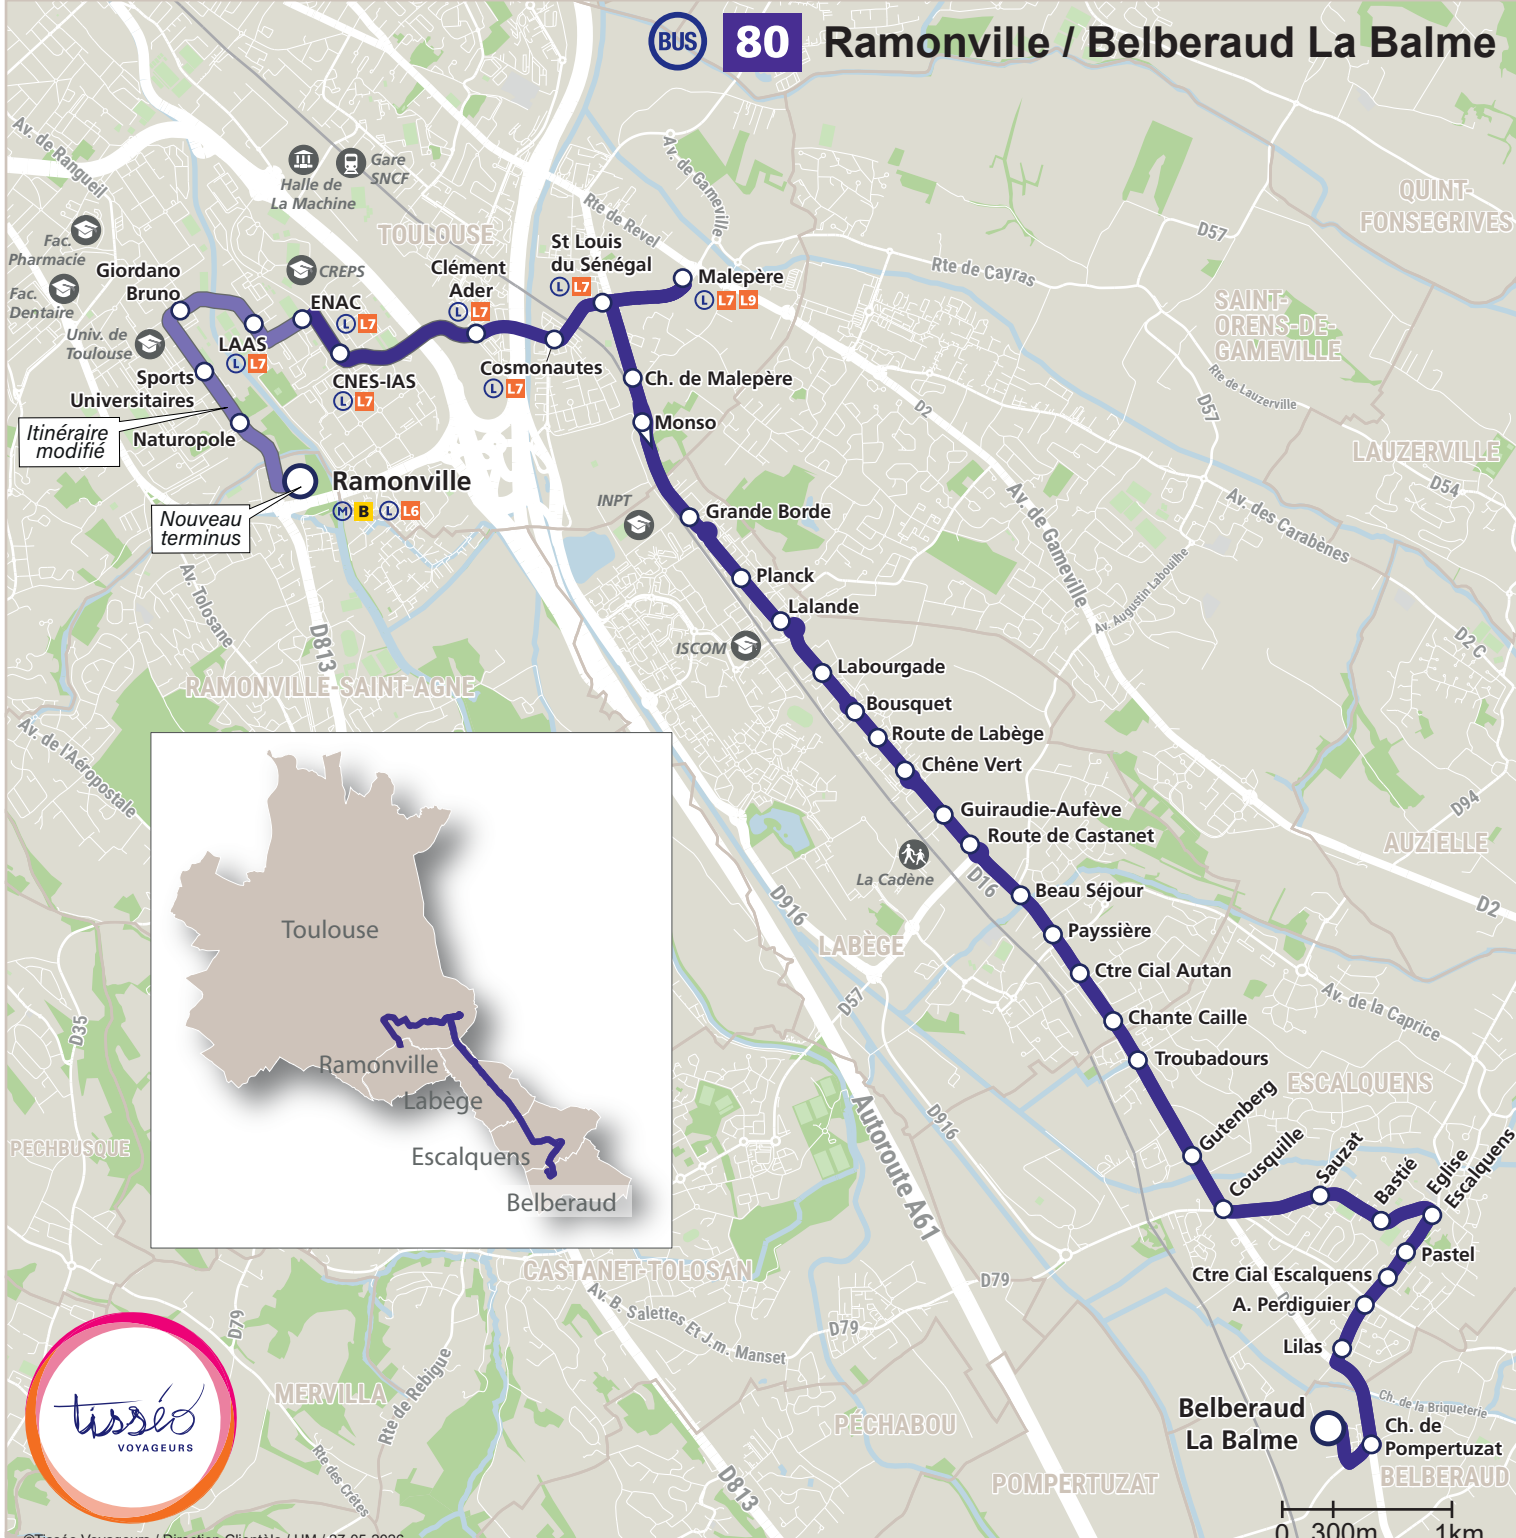 BUS 80 Ramonville / Belberaud La Balme
Av. de Rangueil
Halle de
La Machine
Gare
SNCF
TOULOUSE
Fac.
Pharmacie
Fac.
Dentaire
Univ. de
Toulouse
CREPS
Giordano
Bruno
LAAS
L L7
ENAC
L L7
CNES-IAS
L L7
Clément
Ader
L L7
Cosmonautes
L L7
St Louis
du Sénégal
L L7
Malepère
L L7 L9
Rte de Revel
Av. de Gameville
Rte de Cayras
D57
QUINT-
FONSEGRIVES
SAINT-
ORENS-DE-
GAMEVILLE
Rte de Lauzerville
D57
D2
LAUZERVILLE
D54
Av. des Carabènes
Av. de Gameville
Av. Augustin Labouilhe
D2 C
D94
AUZIELLE
D2
Sports
Universitaires
Itinéraire
modifié
Naturopole
Ramonville
M B L L6
Nouveau
terminus
Ch. de Malepère
Monso
INPT
Grande Borde
Planck
Lalande
ISCOM
Labourgade
Bousquet
Route de Labège
Chêne Vert
Guiraudie-Aufève
Route de Castanet
La Cadène
D16
Beau Séjour
Payssière
Ctre Cial Autan
Chante Caille
Troubadours
Gutenberg
Cousquille
Sauzat
Bastié
Eglise
Escalquens
Pastel
Ctre Cial Escalquens
A. Perdiguier
Lilas
Ch. de la Briqueterie
Belberaud
La Balme
Ch. de
Pompertuzat
BELBERAUD
Av. Tolosane
D813
RAMONVILLE-SAINT-AGNE
Av. de l'Aéropostale
D916
LABÈGE
D57
Av. de la Caprice
ESCALQUENS
D916
Autoroute A61
D35
PECHBUSQUE
Toulouse
Ramonville
Labège
Escalquens
Belberaud
CASTANET-TOLOSAN
Av. B. Salettes Et J.m. Manset
D79
D79
D79
MERVILLA
Rte de Rebigue
Rte des Crêtes
D813
PÉCHABOU
POMPERTUZAT
tisséo
VOYAGEURS
0 300m 1km